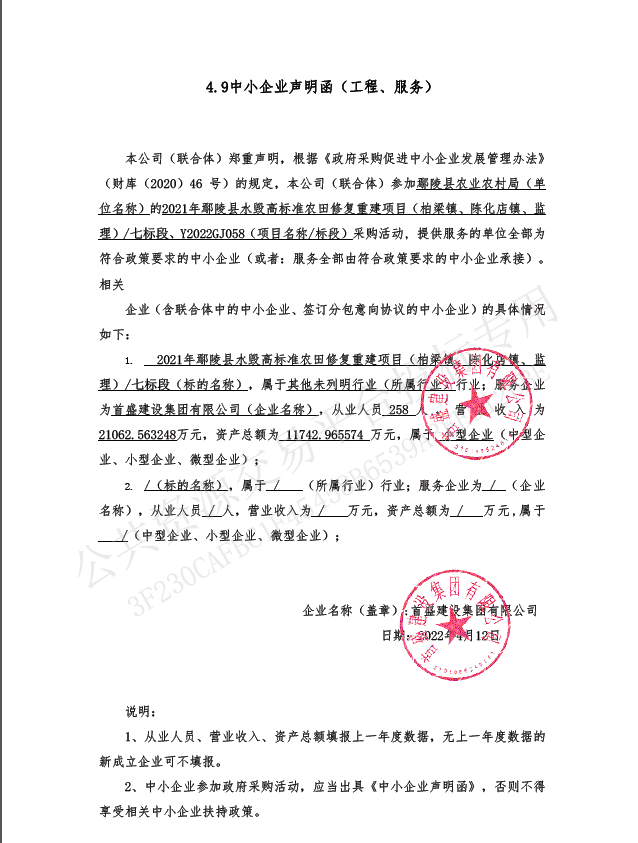 4.9中小企业声明函（工程、服务）
本公司（联合体）郑重声明，根据《政府采购促进中小企业发展管理办法》
（财库（2020）46 号）的规定，本公司（联合体）参加鄢陵县农业农村局（单
位名称）的2021年鄢陵县水毁高标准农田修复重建项目（柏梁镇、陈化店镇、监
理）/七标段、Y2022GJ058（项目名称/标段）采购活动，提供服务的单位全部为
符合政策要求的中小企业（或者：服务全部由符合政策要求的中小企业承接）。
相关
企业（含联合体中的中小企业、签订分包意向协议的中小企业）的具体情况
如下：
1. 2021年鄢陵县水毁高标准农田修复重建项目（柏梁镇、陈化店镇、监
理）/七标段（标的名称），属于其他未列明行业（所属行业）行业；服务企业
为首盛建设集团有限公司（企业名称），从业人员 258 人，营业收入为
21062.563248万元，资产总额为 11742.965574 万元，属于 小型企业（中型企
业、小型企业、微型企业）；
2. /（标的名称），属于 / （所属行业）行业；服务企业为 / （企业
名称），从业人员 / 人，营业收入为 / 万元，资产总额为 / 万元，属于
/（中型企业、小型企业、微型企业）；
企业名称（盖章）：首盛建设集团有限公司
日期：2022年4月12日
说明：
1、从业人员、营业收入、资产总额填报上一年度数据，无上一年度数据的
新成立企业可不填报。
2、中小企业参加政府采购活动，应当出具《中小企业声明函》，否则不得
享受相关中小企业扶持政策。